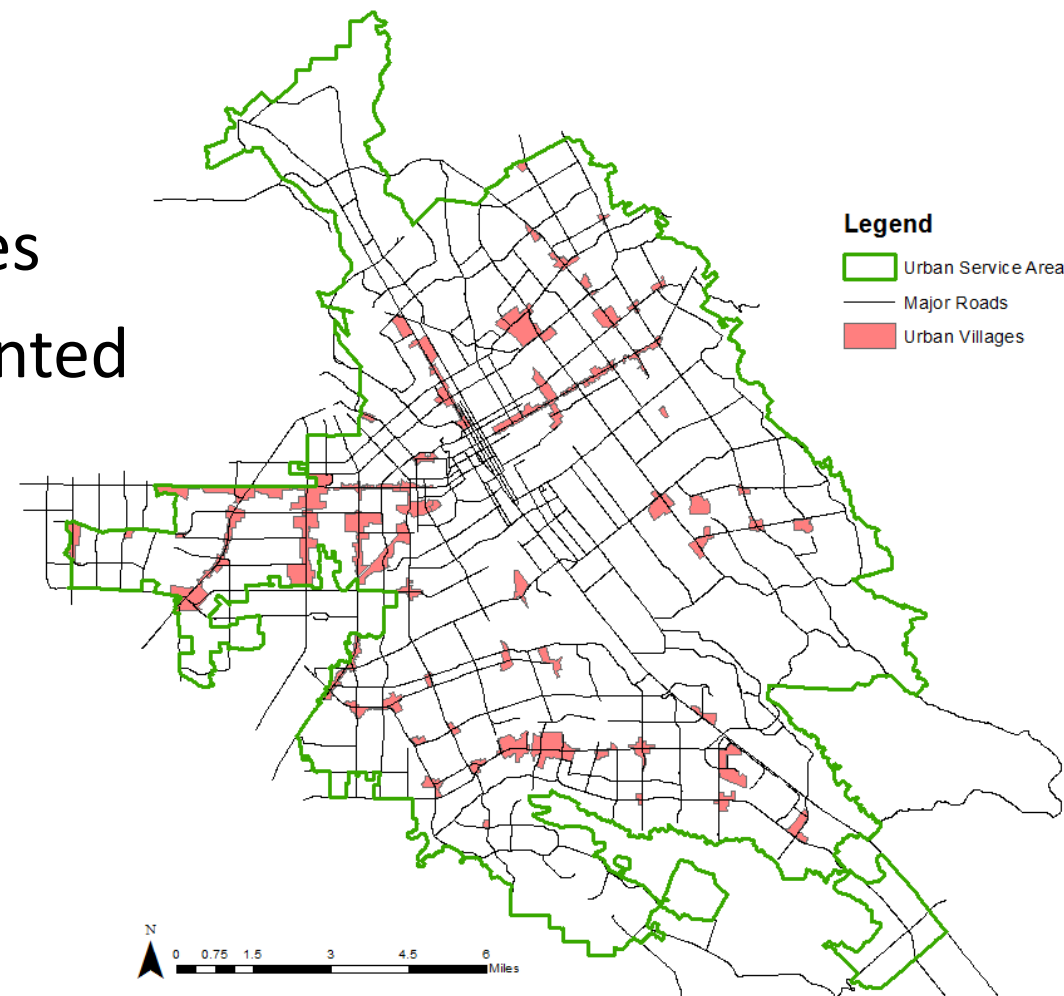 es
nted
Legend
Urban Service Area
Major Roads
Urban Villages
N
0 0.75 1.5 3 4.5 6
Miles